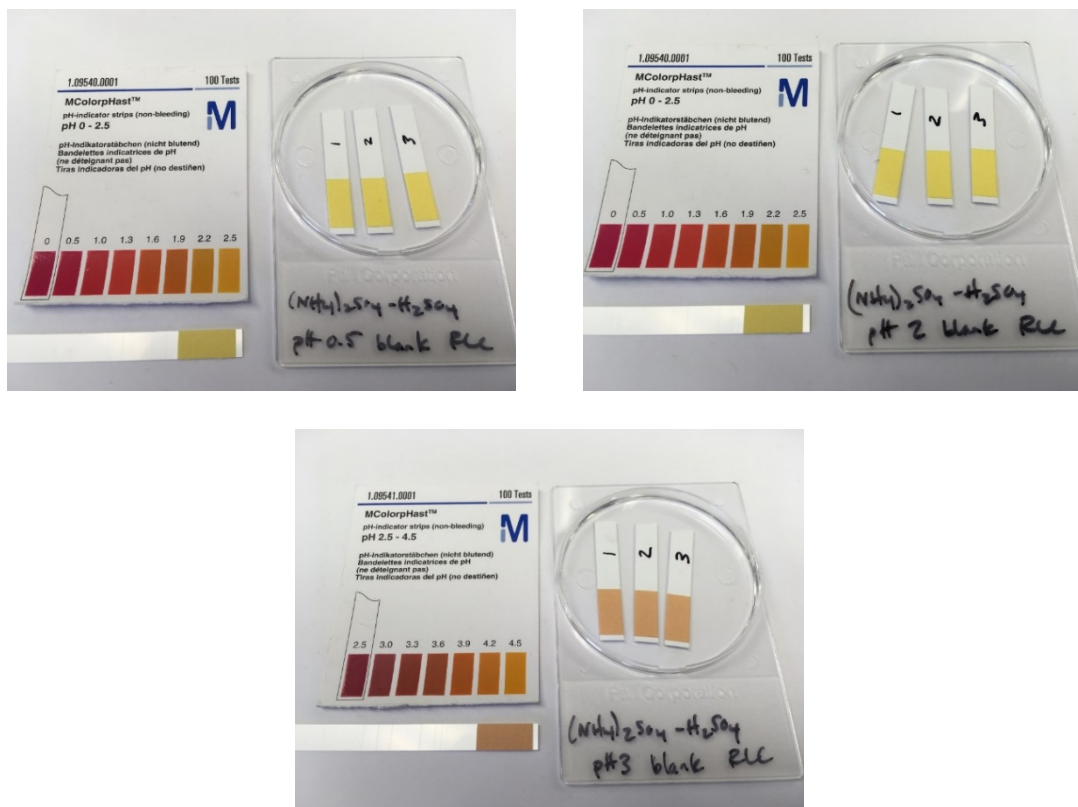 1.09540.0001 100 Tests
MColorpHast™
pH-indicator strips (non-bleeding)
pH 0 - 2.5
pH-Indikatorstäbchen (nicht blutend)
Bandelettes indicatrices de pH
(ne déteignant pas)
Tiras indicadoras del pH (no destiñen)
M
0 0.5 1.0 1.3 1.6 1.9 2.2 2.5
1 2 3
Pall Corporation
(NH4)2SO4 - H2SO4
pH 0.5 blank RLC
1.09540.0001 100 Tests
MColorpHast™
pH-indicator strips (non-bleeding)
pH 0 - 2.5
pH-Indikatorstäbchen (nicht blutend)
Bandelettes indicatrices de pH
(ne déteignant pas)
Tiras indicadoras del pH (no destiñen)
M
0 0.5 1.0 1.3 1.6 1.9 2.2 2.5
1 2 3
Pall Corporation
(NH4)2SO4 - H2SO4
pH 2 blank RLC
1.09541.0001 100 Tests
MColorpHast™
pH-indicator strips (non-bleeding)
pH 2.5 - 4.5
pH-Indikatorstäbchen (nicht blutend)
Bandelettes indicatrices de pH
(ne déteignant pas)
Tiras indicadoras del pH (no destiñen)
M
2.5 3.0 3.3 3.6 3.9 4.2 4.5
1 2 3
Pall Corporation
(NH4)2SO4 - H2SO4
pH3 blank RLC